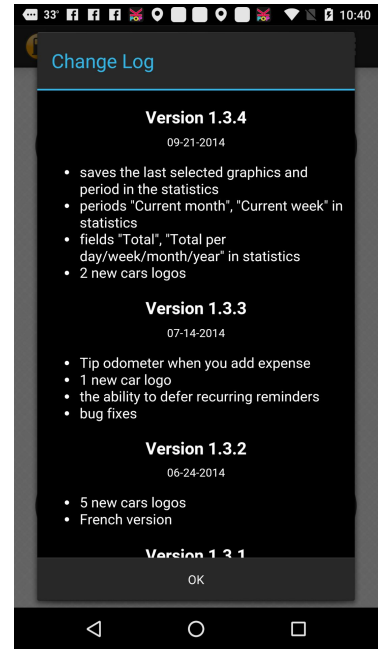 33° 10:40
Change Log
Version 1.3.4
09-21-2014
• saves the last selected graphics and
period in the statistics
• periods "Current month", "Current week" in
statistics
• fields "Total", "Total per
day/week/month/year" in statistics
• 2 new cars logos
Version 1.3.3
07-14-2014
• Tip odometer when you add expense
• 1 new car logo
• the ability to defer recurring reminders
• bug fixes
Version 1.3.2
06-24-2014
• 5 new cars logos
• French version
Version 1.3.1
OK